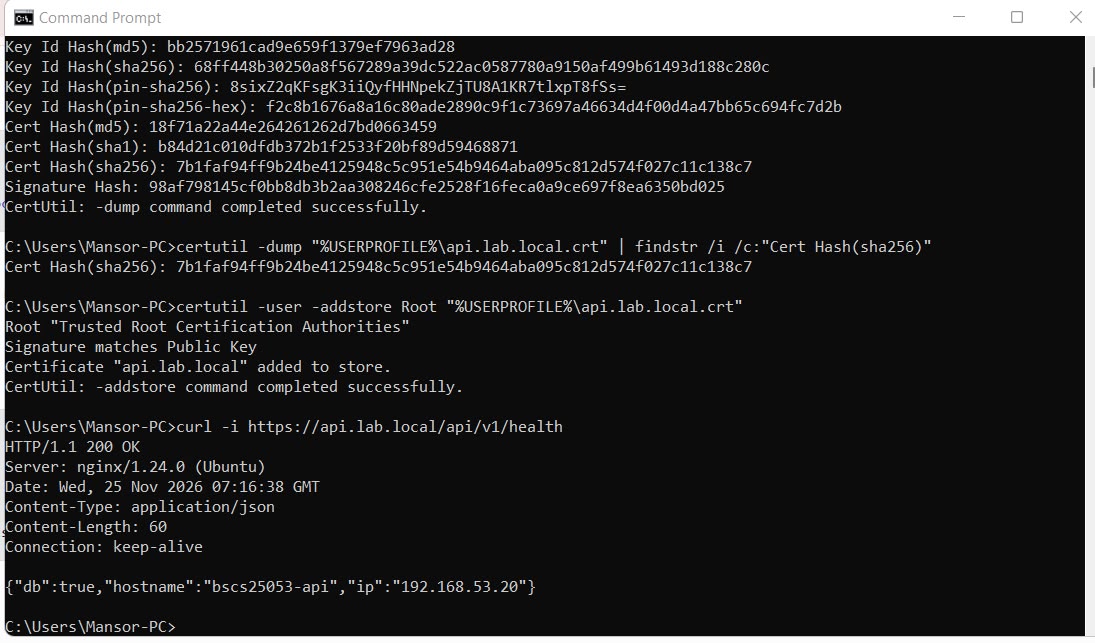 Command Prompt
Key Id Hash(md5): bb2571961cad9e659f1379ef7963ad28
Key Id Hash(sha256): 68ff448b30250a8f567289a39dc522ac0587780a9150af499b61493d188c280c
Key Id Hash(pin-sha256): 8sixZ2qKFsgK3iiQyfHHNpekZjTU8A1KR7tlxpT8fSs=
Key Id Hash(pin-sha256-hex): f2c8b1676a8a16c80ade2890c9f1c73697a46634d4f00d4a47bb65c694fc7d2b
Cert Hash(md5): 18f71a22a44e264261262d7bd0663459
Cert Hash(sha1): b84d21c010dfdb372b1f2533f20bf89d59468871
Cert Hash(sha256): 7b1faf94ff9b24be4125948c5c951e54b9464aba095c812d574f027c11c138c7
Signature Hash: 98af798145cf0bb8db3b2aa308246cfe2528f16feca0a9ce697f8ea6350bd025
CertUtil: -dump command completed successfully.
C:\Users\Mansor-PC>certutil -dump "%USERPROFILE%\api.lab.local.crt" | findstr /i /c:"Cert Hash(sha256)"
Cert Hash(sha256): 7b1faf94ff9b24be4125948c5c951e54b9464aba095c812d574f027c11c138c7
C:\Users\Mansor-PC>certutil -user -addstore Root "%USERPROFILE%\api.lab.local.crt"
Root "Trusted Root Certification Authorities"
Signature matches Public Key
Certificate "api.lab.local" added to store.
CertUtil: -addstore command completed successfully.
C:\Users\Mansor-PC>curl -i https://api.lab.local/api/v1/health
HTTP/1.1 200 OK
Server: nginx/1.24.0 (Ubuntu)
Date: Wed, 25 Nov 2026 07:16:38 GMT
Content-Type: application/json
Content-Length: 60
Connection: keep-alive
{"db":true,"hostname":"bscs25053-api","ip":"192.168.53.20"}
C:\Users\Mansor-PC>